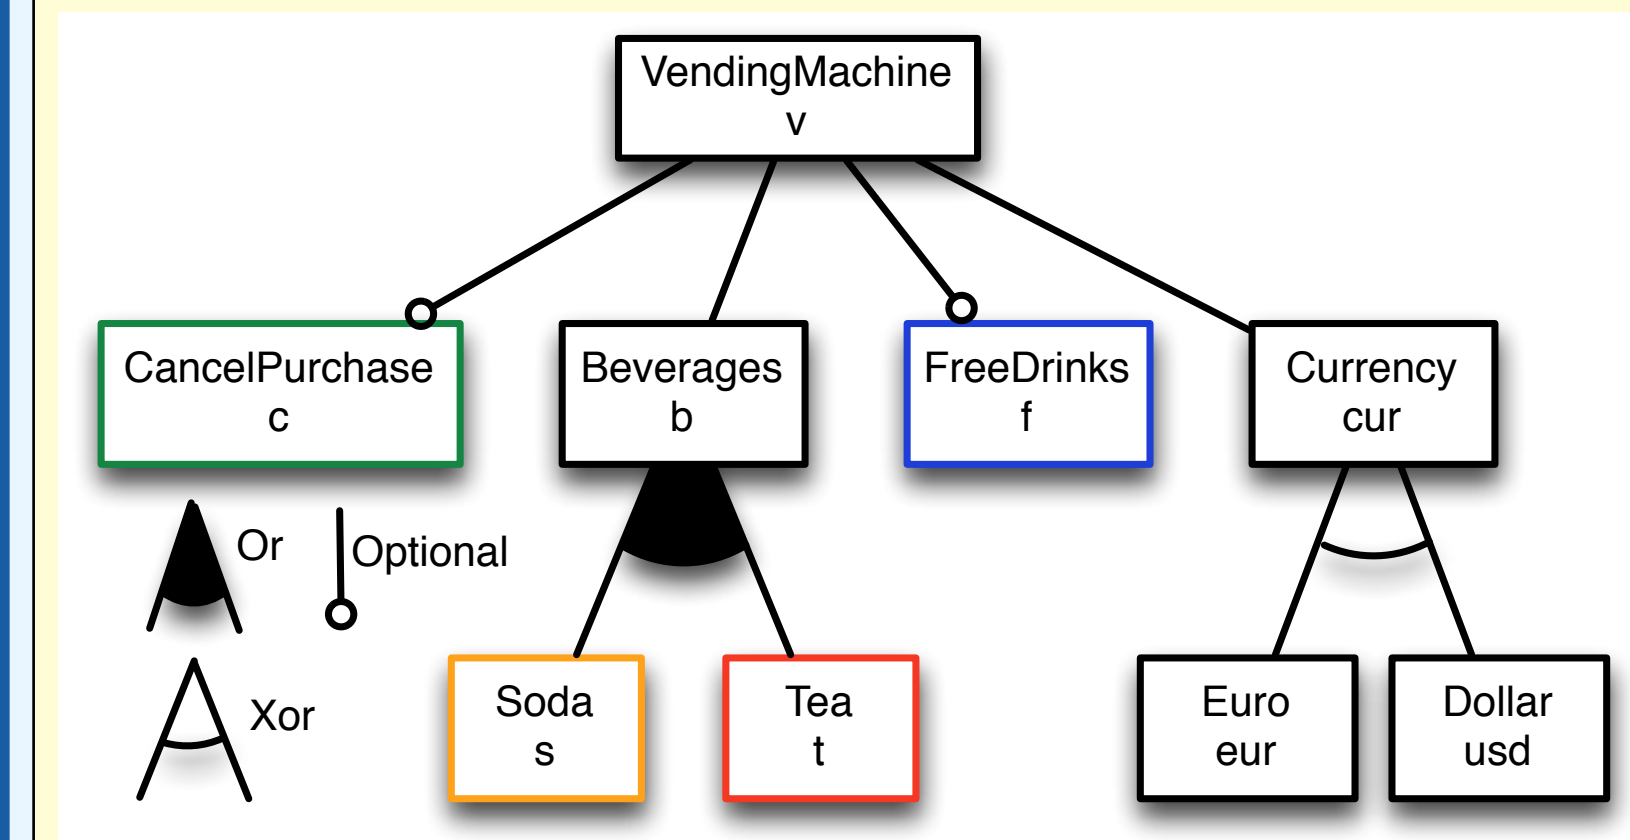 VendingMachine
v
CancelPurchase
c
Beverages
b
FreeDrinks
f
Currency
cur
Or
Optional
Xor
Soda
s
Tea
t
Euro
eur
Dollar
usd